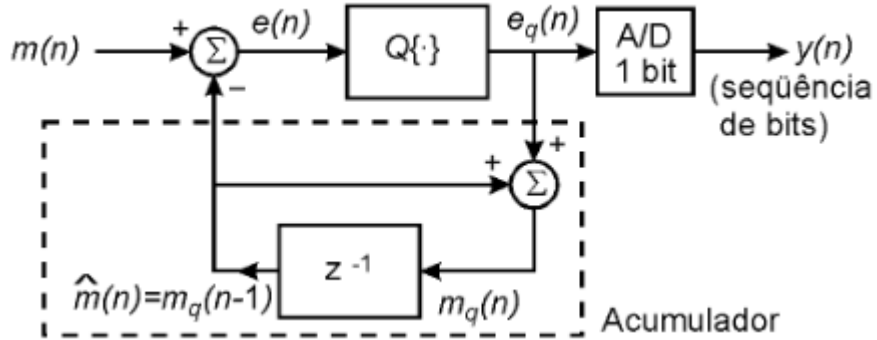 m(n)
+
Σ
−
e(n)
Q{·}
e_q(n)
A/D
1 bit
y(n)
(seqüência
de bits)
+
+
Σ
z⁻¹
m̂(n)=m_q(n-1)
m_q(n)
Acumulador